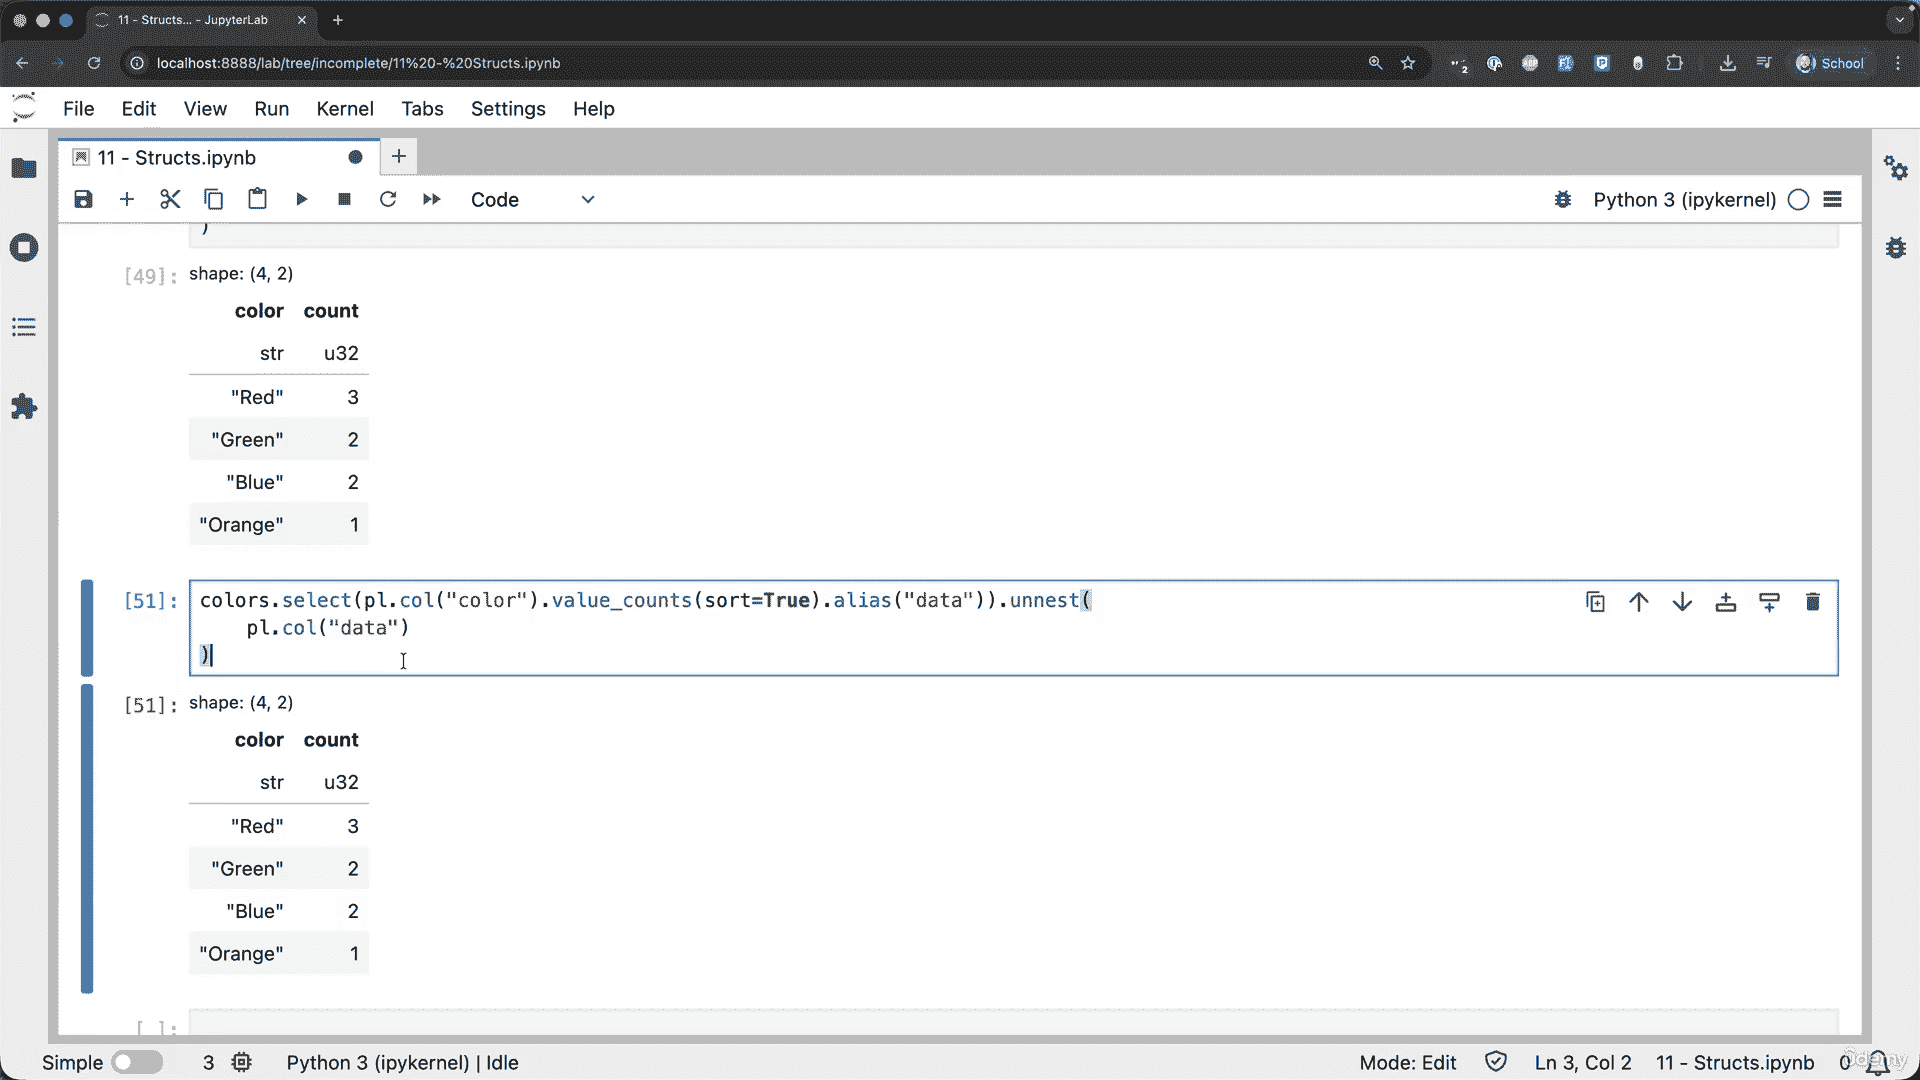 11 - Structs... - JupyterLab
localhost:8888/lab/tree/incomplete/11%20-%20Structs.ipynb
2
School
File Edit View Run Kernel Tabs Settings Help
11 - Structs.ipynb
Code
Python 3 (ipykernel)
)
[49]: shape: (4, 2)
color count
str u32
"Red" 3
"Green" 2
"Blue" 2
"Orange" 1
[51]: colors.select(pl.col("color").value_counts(sort=True).alias("data")).unnest(
pl.col("data")
)
[51]: shape: (4, 2)
color count
str u32
"Red" 3
"Green" 2
"Blue" 2
"Orange" 1
[ ]:
Simple 3 Python 3 (ipykernel) | Idle Mode: Edit Ln 3, Col 2 11 - Structs.ipynb 0
ûdemy